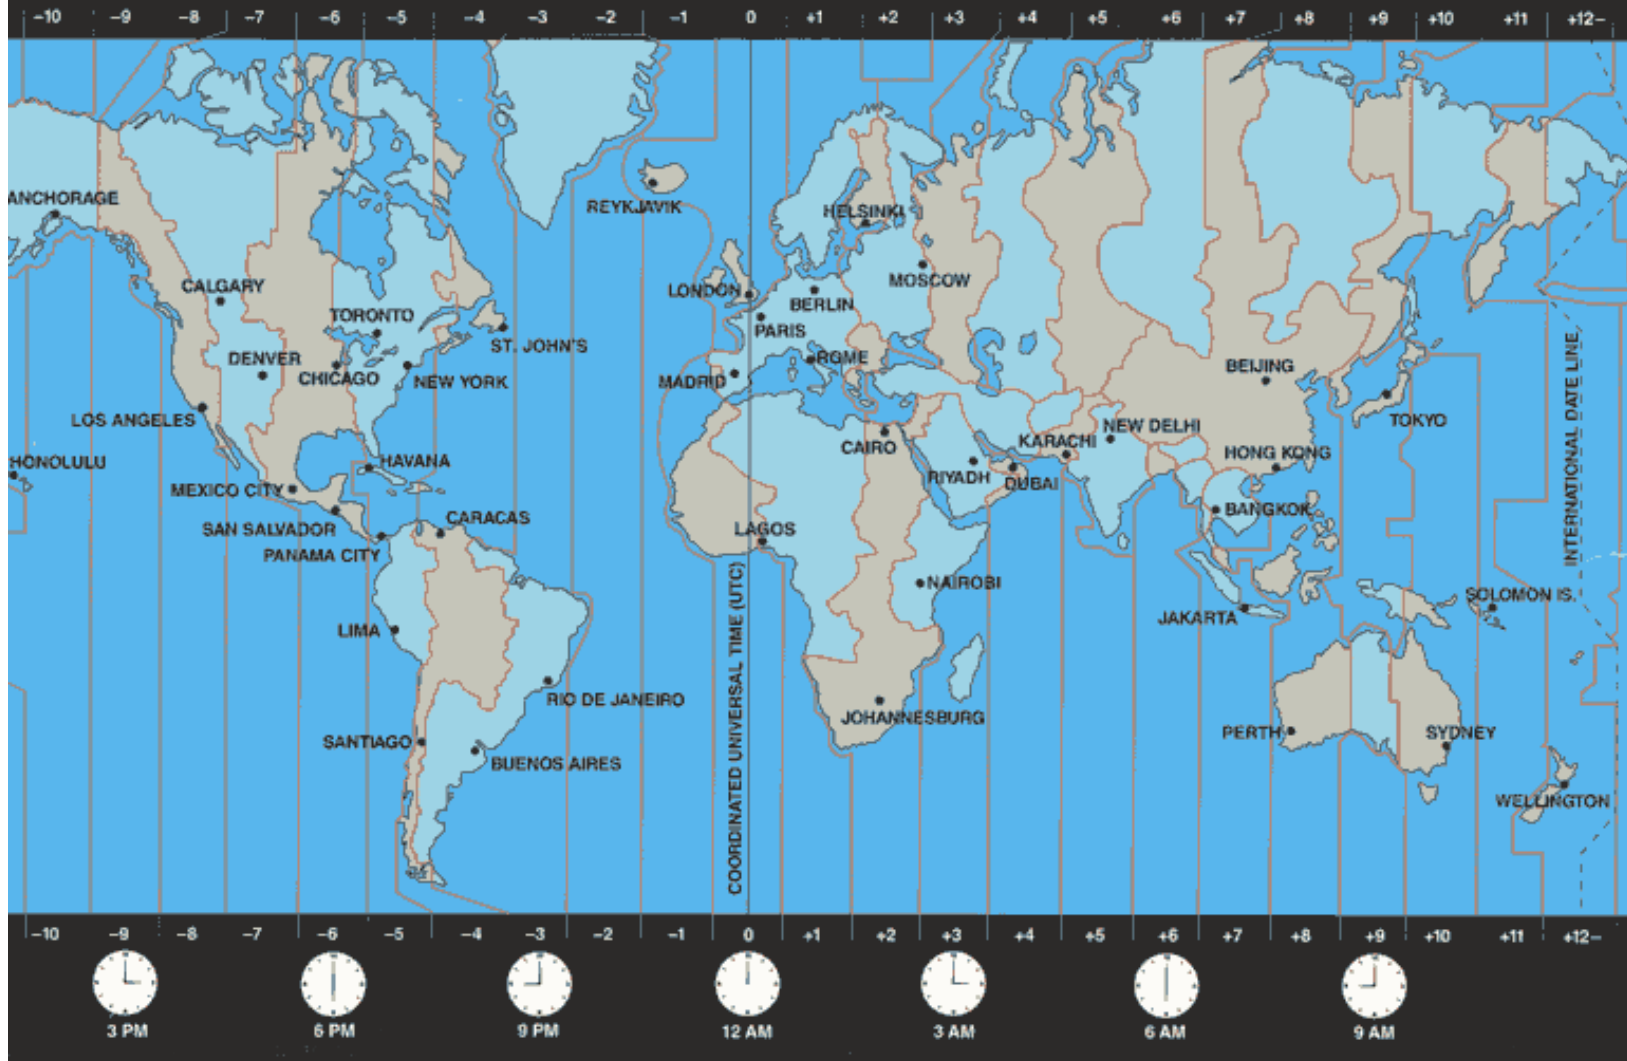 −10 −9 −8 −7 −6 −5 −4 −3 −2 −1 0 +1 +2 +3 +4 +5 +6 +7 +8 +9 +10 +11 +12−
ANCHORAGE
REYKJAVIK
HELSINKI
MOSCOW
CALGARY
LONDON
BERLIN
TORONTO
PARIS
ST. JOHN'S
DENVER
ROME
BEIJING
CHICAGO
NEW YORK
MADRID
LOS ANGELES
TOKYO
NEW DELHI
CAIRO
KARACHI
HONOLULU
HAVANA
HONG KONG
RIYADH
DUBAI
MEXICO CITY
BANGKOK
CARACAS
SAN SALVADOR
LAGOS
PANAMA CITY
INTERNATIONAL DATE LINE
NAIROBI
SOLOMON IS.
JAKARTA
LIMA
RIO DE JANEIRO
JOHANNESBURG
PERTH
SYDNEY
SANTIAGO
BUENOS AIRES
COORDINATED UNIVERSAL TIME (UTC)
WELLINGTON
−10 −9 −8 −7 −6 −5 −4 −3 −2 −1 0 +1 +2 +3 +4 +5 +6 +7 +8 +9 +10 +11 +12−
3 PM 6 PM 9 PM 12 AM 3 AM 6 AM 9 AM